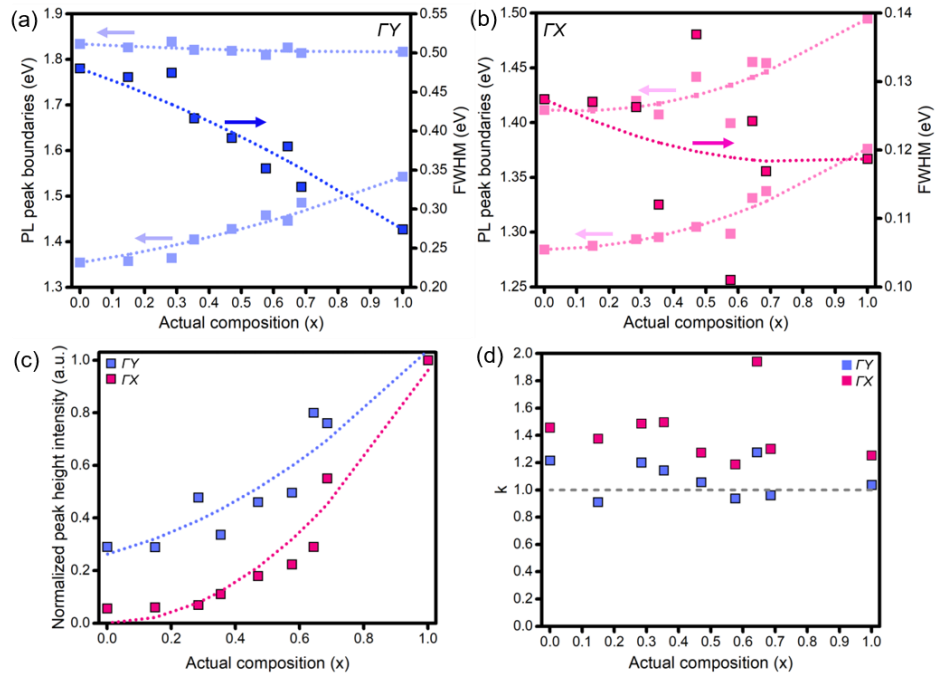 (a)
ΓY
PL peak boundaries (eV)
1.9
1.8
1.7
1.6
1.5
1.4
1.3
0.55
0.50
0.45
0.40
0.35
0.30
0.25
0.20
FWHM (eV)
0.0 0.1 0.2 0.3 0.4 0.5 0.6 0.7 0.8 0.9 1.0
Actual composition (x)
(b)
ΓX
PL peak boundaries (eV)
1.50
1.45
1.40
1.35
1.30
1.25
0.14
0.13
0.12
0.11
0.10
FWHM (eV)
0.0 0.1 0.2 0.3 0.4 0.5 0.6 0.7 0.8 0.9 1.0
Actual composition (x)
(c)
ΓY
ΓX
Normalized peak height intensity (a.u.)
1.0
0.8
0.6
0.4
0.2
0.0
0.0 0.2 0.4 0.6 0.8 1.0
Actual composition (x)
(d)
ΓY
ΓX
k
2.0
1.8
1.6
1.4
1.2
1.0
0.8
0.6
0.4
0.2
0.0
0.0 0.1 0.2 0.3 0.4 0.5 0.6 0.7 0.8 0.9 1.0
Actual composition (x)